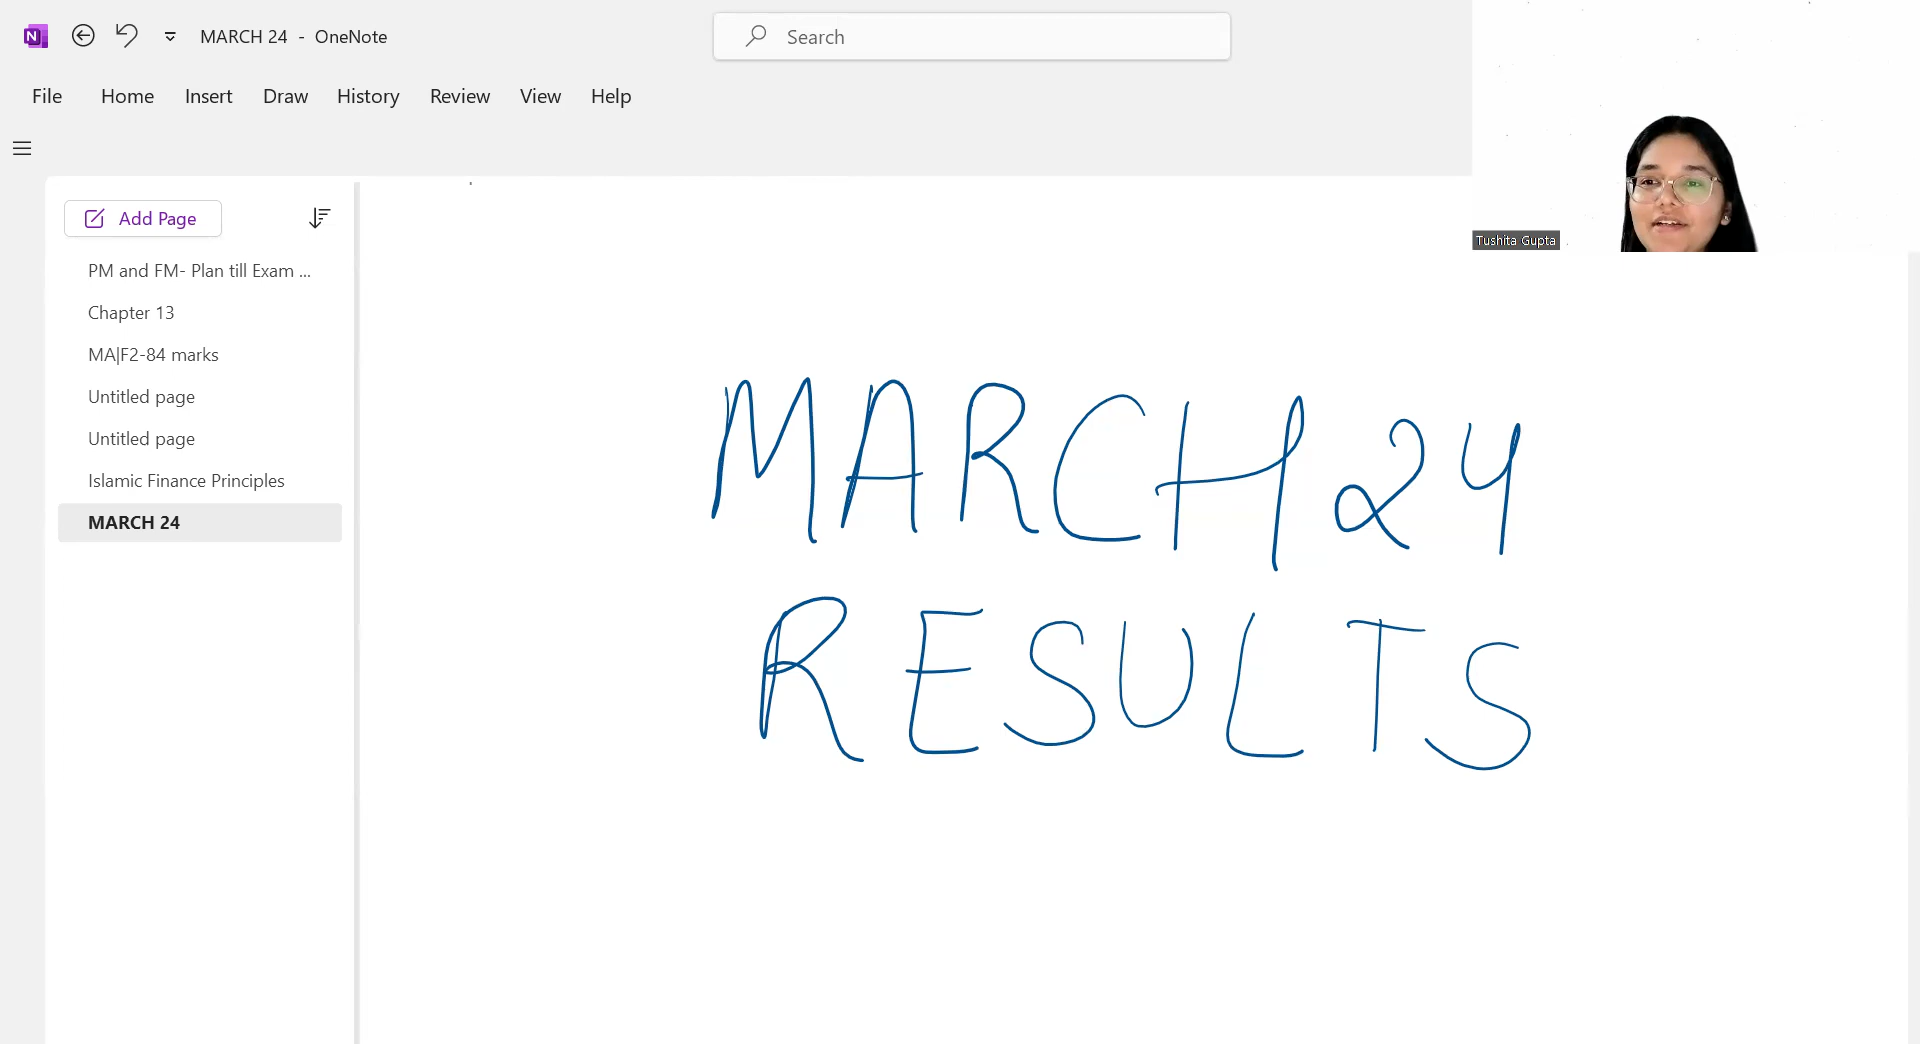 MARCH 24 - OneNote
Search
File Home Insert Draw History Review View Help
Tushita Gupta
Add Page
PM and FM- Plan till Exam ...
Chapter 13
MA|F2-84 marks
Untitled page
Untitled page
Islamic Finance Principles
MARCH 24
MARCH 24
RESULTS